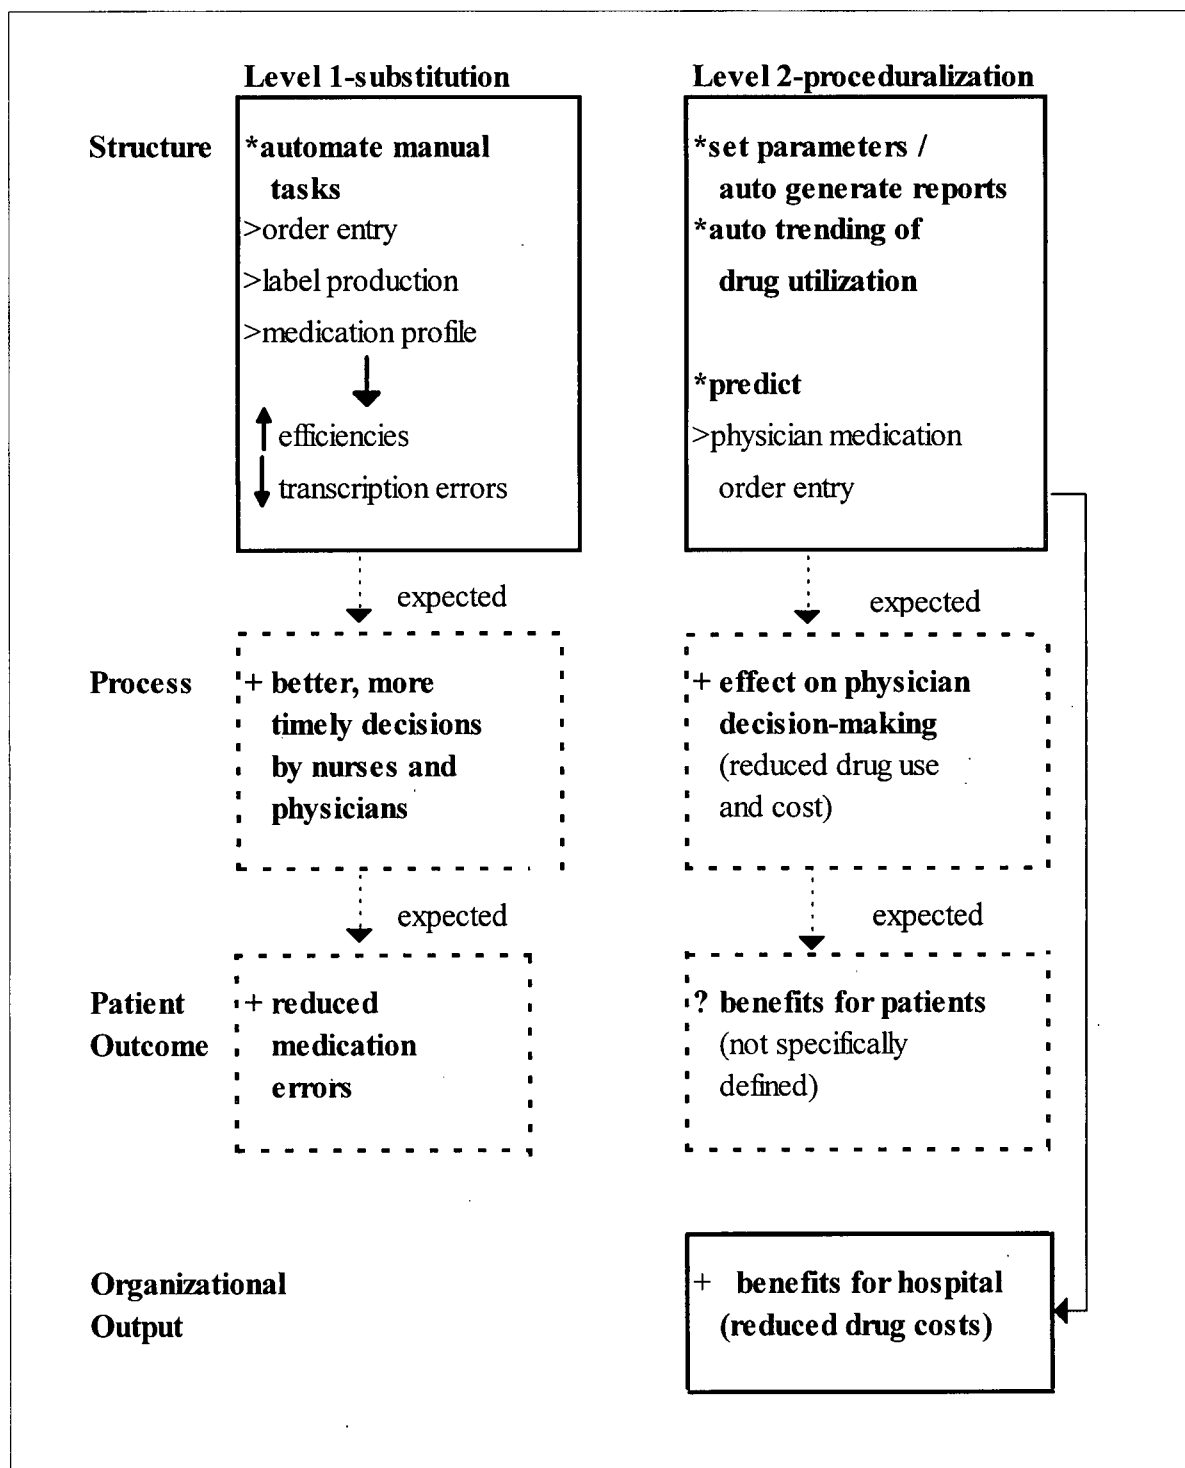 Level 1-substitution
Level 2-proceduralization
Structure
*automate manual
tasks
>order entry
>label production
>medication profile
efficiencies
transcription errors
*set parameters /
auto generate reports
*auto trending of
drug utilization
*predict
>physician medication
order entry
expected
expected
Process
+ better, more
timely decisions
by nurses and
physicians
+ effect on physician
decision-making
(reduced drug use
and cost)
expected
expected
Patient
Outcome
+ reduced
medication
errors
? benefits for patients
(not specifically
defined)
Organizational
Output
+ benefits for hospital
(reduced drug costs)